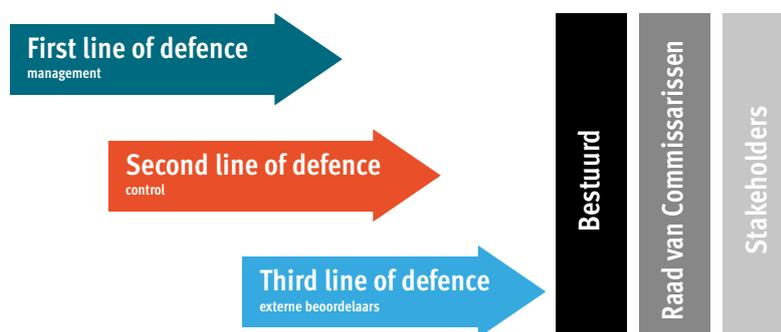 First line of defence
management
Second line of defence
control
Third line of defence
externe beoordelaars
Bestuurd
Raad van Commissarissen
Stakeholders